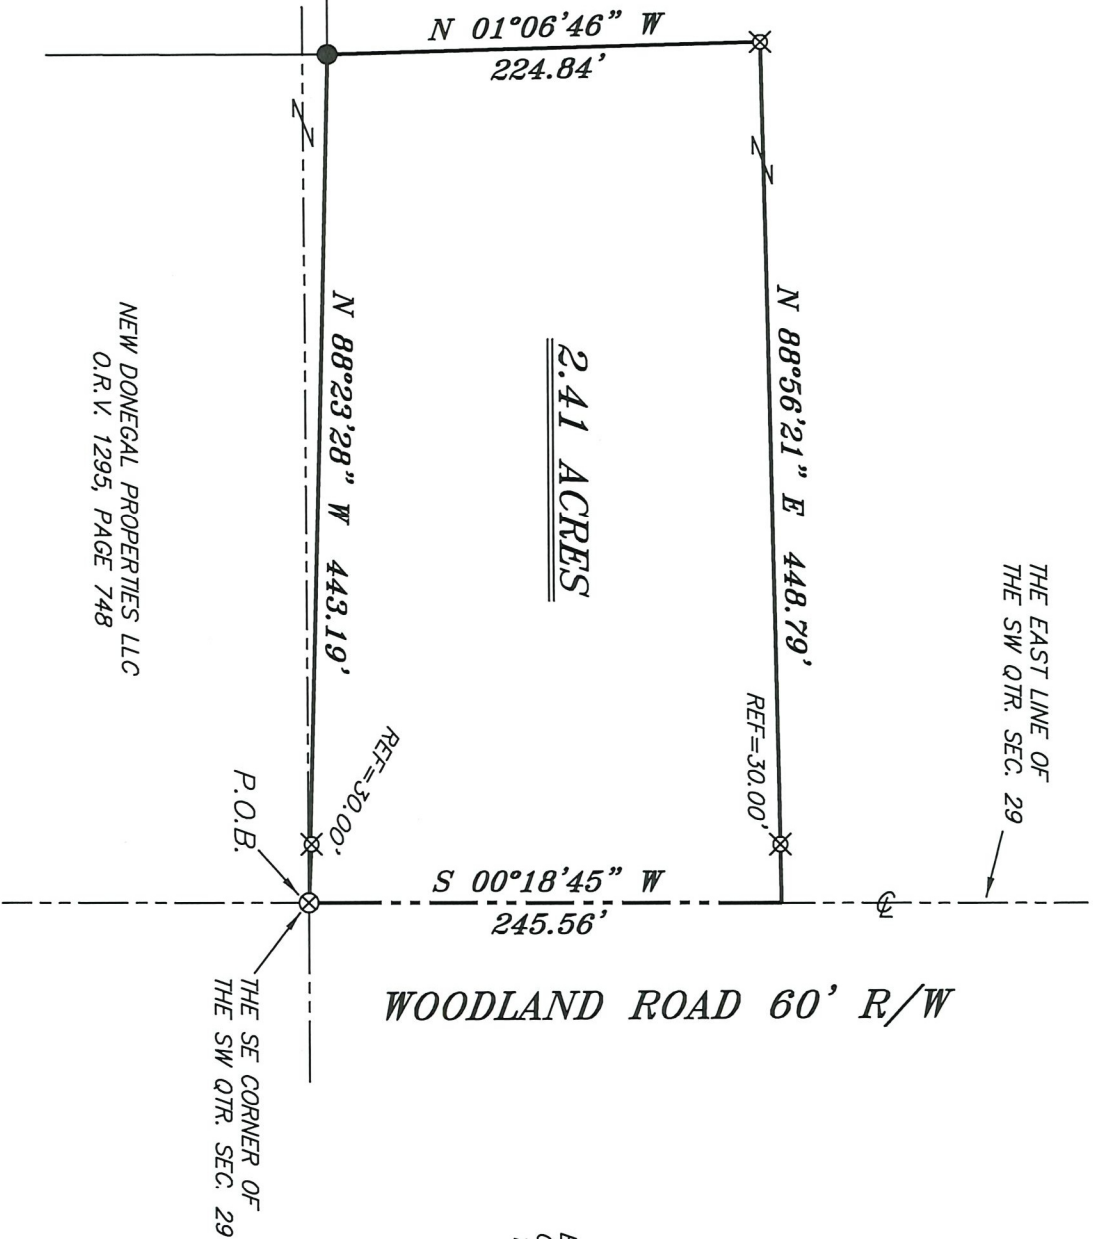 N 01°06'46" W
224.84'
N 88°23'28" W 443.19'
N 88°56'21" E 448.79'
2.41 ACRES
NEW DONEGAL PROPERTIES LLC
O.R.V. 1295, PAGE 748
THE EAST LINE OF
THE SW QTR. SEC. 29
REF=30.00'
REF=30.00'
P.O.B.
S 00°18'45" W
245.56'
℄
WOODLAND ROAD 60' R/W
THE SE CORNER OF
THE SW QTR. SEC. 29